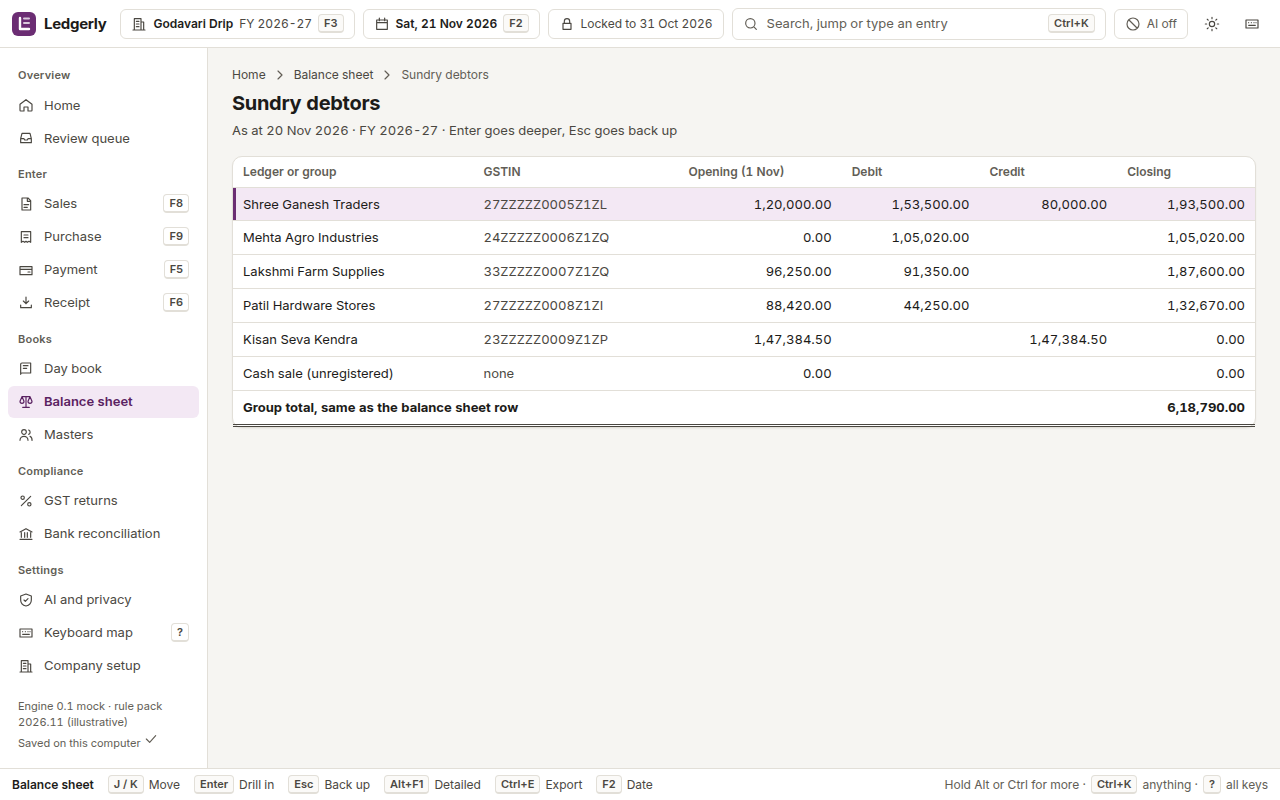 Ledgerly
Godavari Drip FY 2026-27 F3
Sat, 21 Nov 2026 F2
Locked to 31 Oct 2026
Search, jump or type an entry Ctrl+K
AI off
Overview
Home
Review queue
Enter
Sales F8
Purchase F9
Payment F5
Receipt F6
Books
Day book
Balance sheet
Masters
Compliance
GST returns
Bank reconciliation
Settings
AI and privacy
Keyboard map ?
Company setup
Engine 0.1 mock · rule pack
2026.11 (illustrative)
Saved on this computer
Home > Balance sheet > Sundry debtors
Sundry debtors
As at 20 Nov 2026 · FY 2026-27 · Enter goes deeper, Esc goes back up
Ledger or group GSTIN Opening (1 Nov) Debit Credit Closing
Shree Ganesh Traders 27ZZZZZ0005Z1ZL 1,20,000.00 1,53,500.00 80,000.00 1,93,500.00
Mehta Agro Industries 24ZZZZZ0006Z1ZQ 0.00 1,05,020.00 1,05,020.00
Lakshmi Farm Supplies 33ZZZZZ0007Z1ZQ 96,250.00 91,350.00 1,87,600.00
Patil Hardware Stores 27ZZZZZ0008Z1ZI 88,420.00 44,250.00 1,32,670.00
Kisan Seva Kendra 23ZZZZZ0009Z1ZP 1,47,384.50 1,47,384.50 0.00
Cash sale (unregistered) none 0.00 0.00
Group total, same as the balance sheet row 6,18,790.00
Balance sheet J / K Move Enter Drill in Esc Back up Alt+F1 Detailed Ctrl+E Export F2 Date
Hold Alt or Ctrl for more · Ctrl+K anything · ? all keys